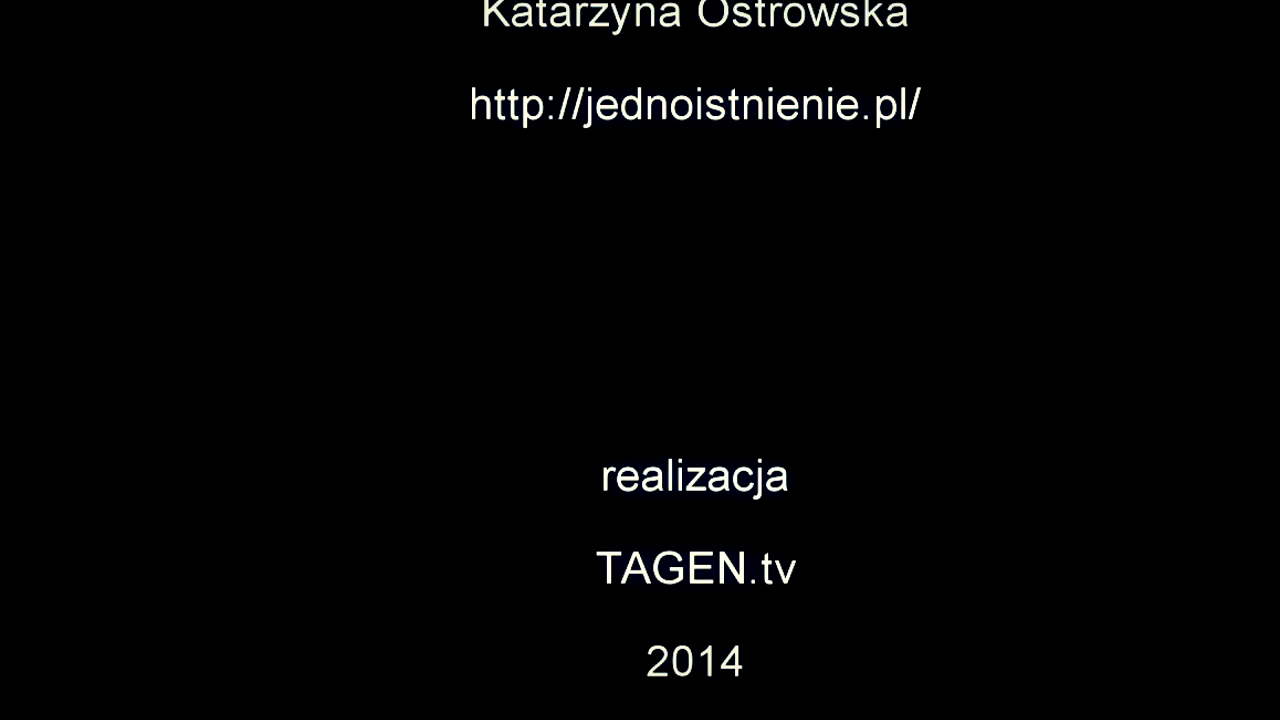 Katarzyna Ostrowska
http://jednoistnienie.pl/
realizacja
TAGEN.tv
2014